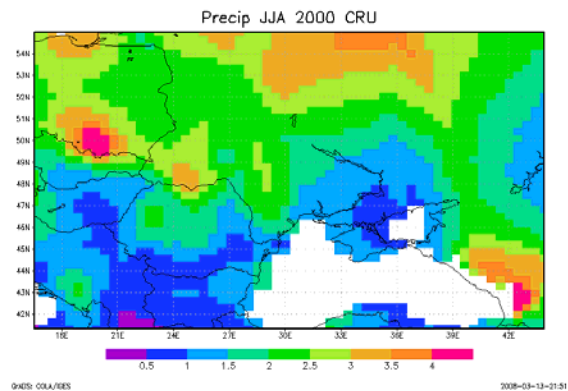 Precip JJA 2000 CRU
54N
53N
52N
51N
50N
49N
48N
47N
46N
45N
44N
43N
42N
18E 21E 24E 27E 30E 33E 36E 39E 42E
0.5 1 1.5 2 2.5 3 3.5 4
GrADS: COLA/IGES 2008-03-13-21:51